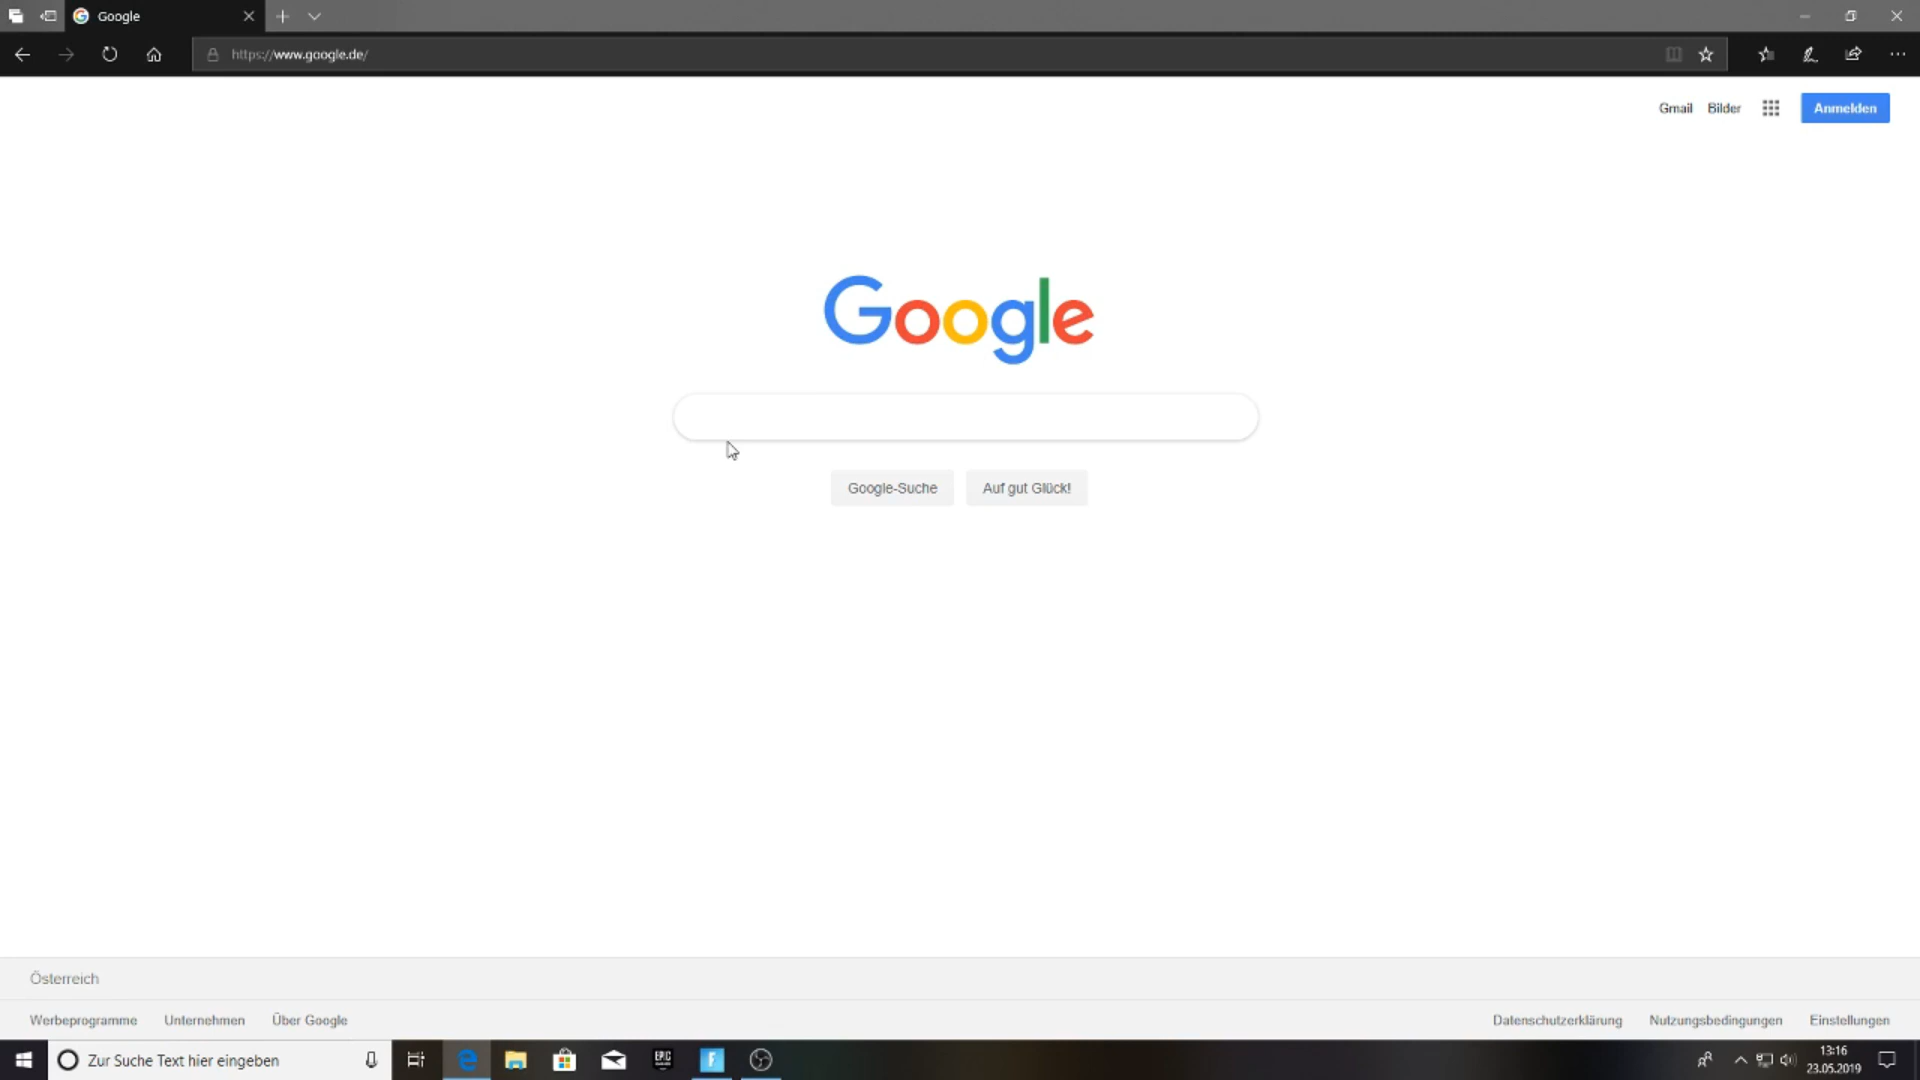 Google
https://www.google.de/
Gmail Bilder Anmelden
Google
Google-Suche Auf gut Glück!
Österreich
Werbeprogramme Unternehmen Über Google Datenschutzerklärung Nutzungsbedingungen Einstellungen
Zur Suche Text hier eingeben EPIC F 13:16
23.05.2019